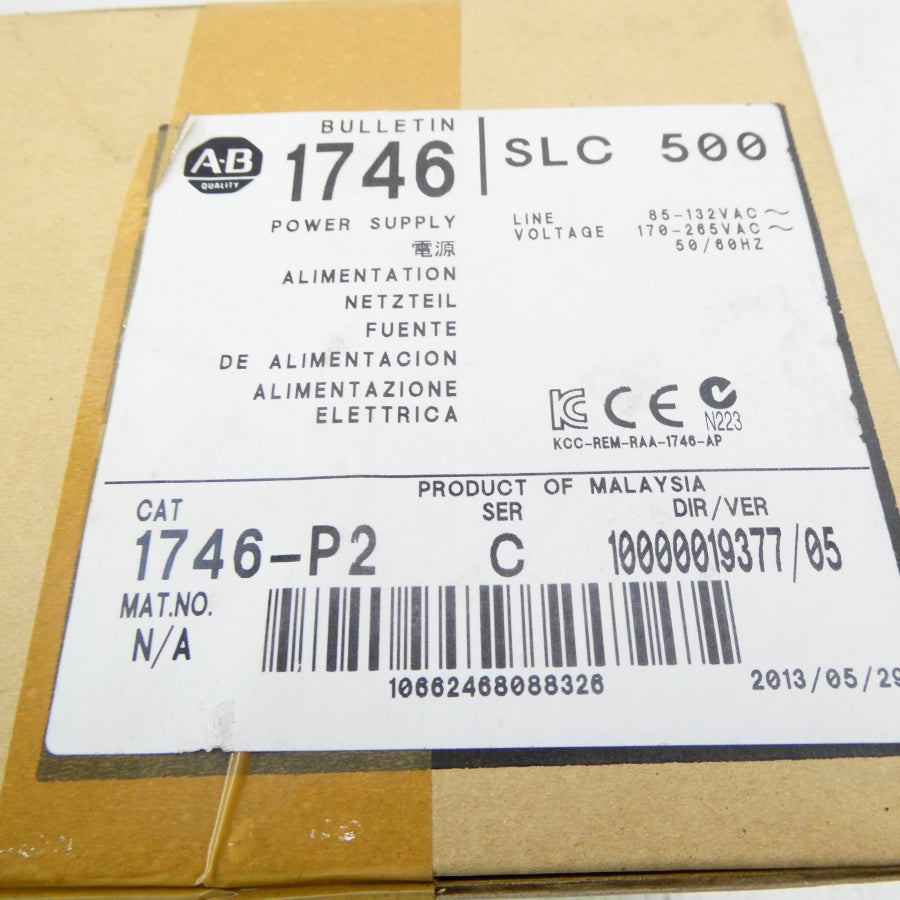 A·B
QUALITY
BULLETIN
1746
SLC 500
POWER SUPPLY
電源
ALIMENTATION
NETZTEIL
FUENTE
DE ALIMENTACION
ALIMENTAZIONE
ELETTRICA
LINE VOLTAGE
85-132VAC ~
170-265VAC ~
50/60HZ
KC CE N223
KCC-REM-RAA-1746-AP
PRODUCT OF MALAYSIA
CAT SER DIR/VER
1746-P2 C 10000019377/05
MAT.NO.
N/A
10662468088326
2013/05/29